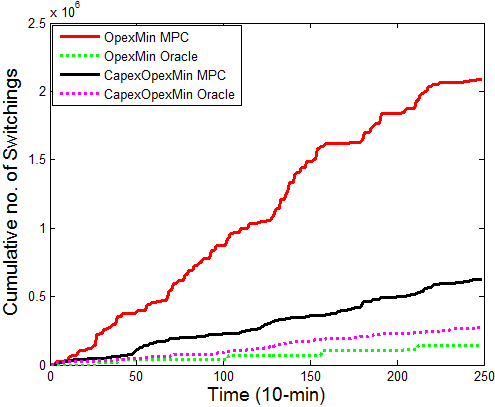 x 10^6
2.5
2
1.5
1
0.5
0
OpexMin MPC
OpexMin Oracle
CapexOpexMin MPC
CapexOpexMin Oracle
Cumulative no. of Switchings
0 50 100 150 200 250
Time (10-min)